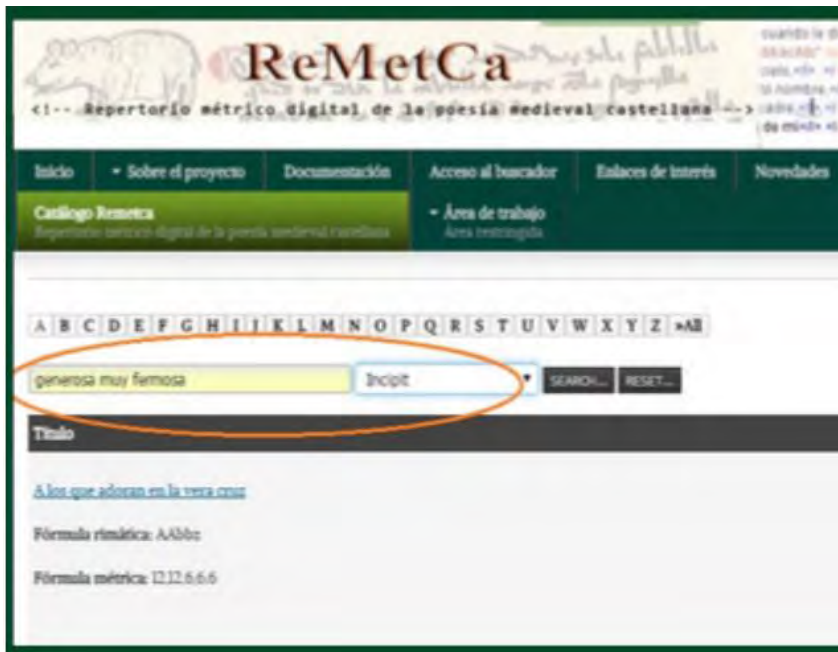 ReMetCa
<!-- Repertorio métrico digital de la poesía medieval castellana -->
Inicio Sobre el proyecto Documentación Acceso al buscador Enlaces de interés Novedades
Catálogo Remetca Área de trabajo
Repertorio métrico digital de la poesía medieval castellana Área restringida
A B C D E F G H I J K L M N O P Q R S T U V W X Y Z »All
generosa muy fermosa Incipit SEARCH... RESET...
Título
A los que adoran en la vera cruz
Fórmula rimática: AAbbz
Fórmula métrica: 12,12,6,6,6